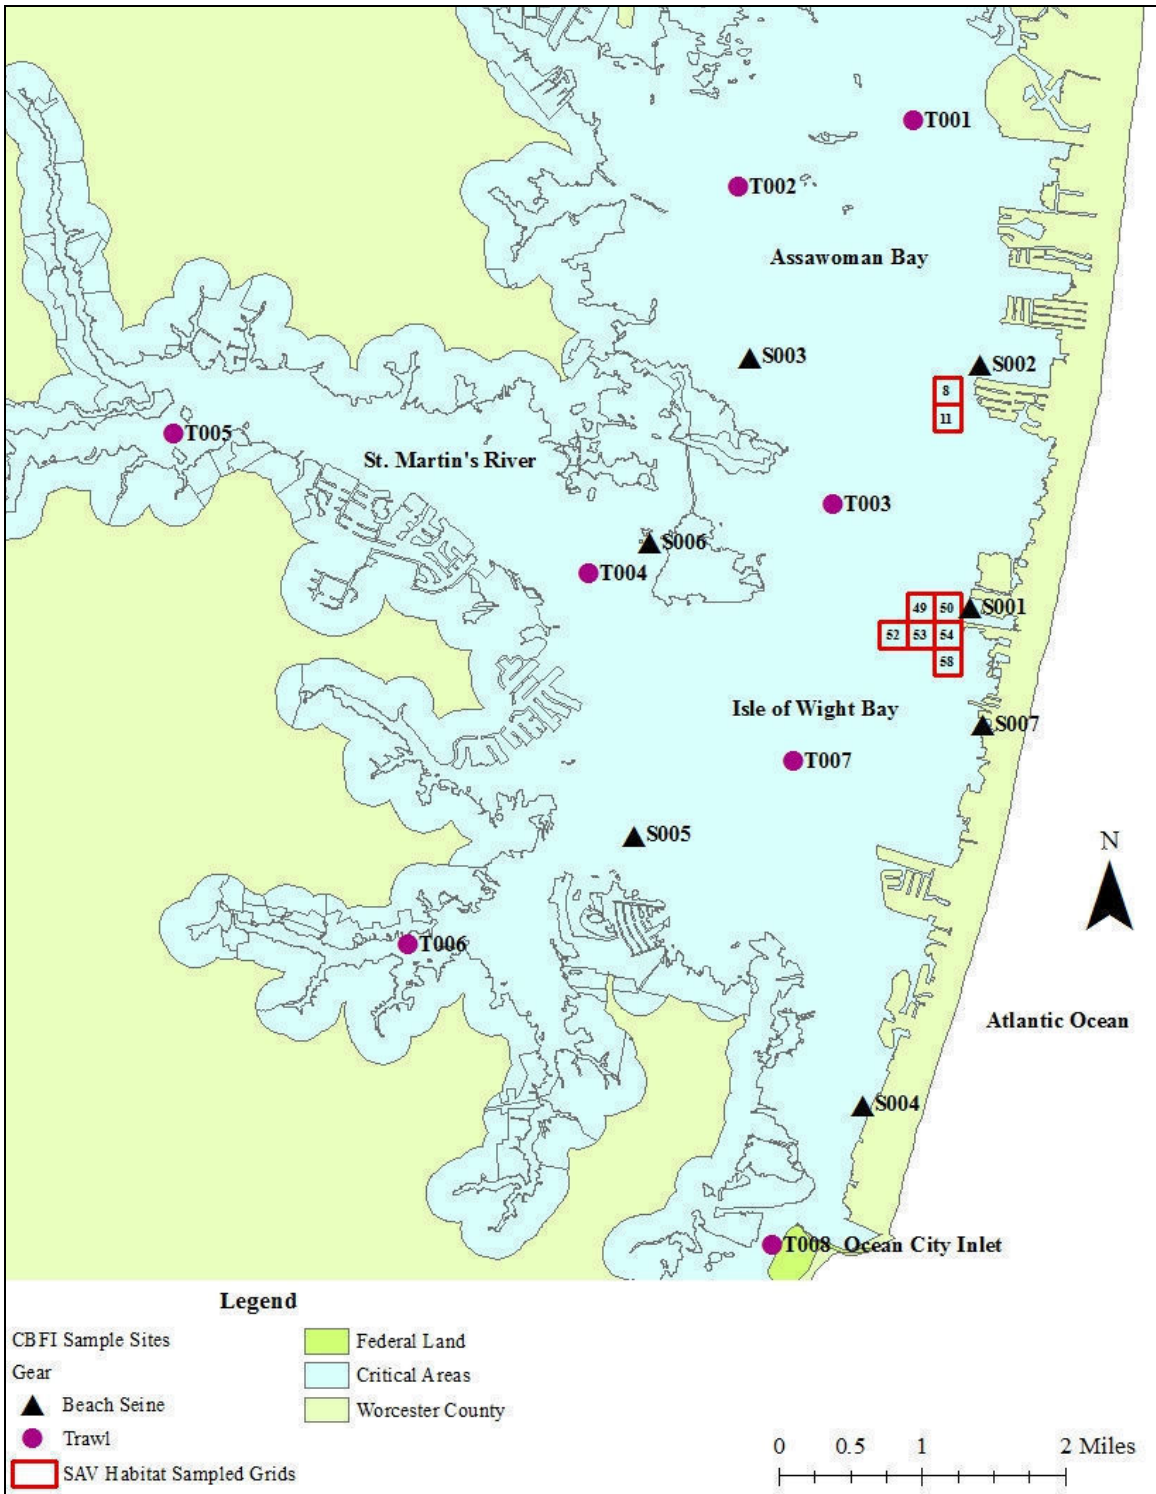 T001
T002
Assawoman Bay
S003
S002
8
11
T005
St. Martin's River
T003
S006
T004
49 50
S001
52 53 54
58
Isle of Wight Bay
S007
T007
S005
N
T006
Atlantic Ocean
S004
T008 Ocean City Inlet
Legend
CBFI Sample Sites
Gear
Beach Seine
Trawl
SAV Habitat Sampled Grids
Federal Land
Critical Areas
Worcester County
0 0.5 1 2 Miles